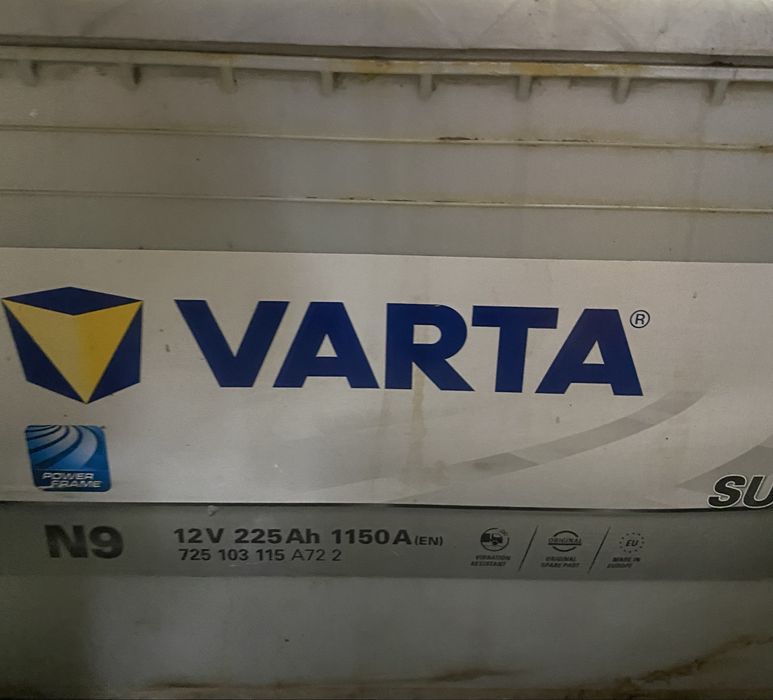 VARTA®
POWER
FRAME
SU
N9
12V 225Ah 1150A (EN)
725 103 115 A72 2
VIBRATION
RESISTANT
ORIGINAL
ORIGINAL
SPARE PART
EU
MADE IN
EUROPE